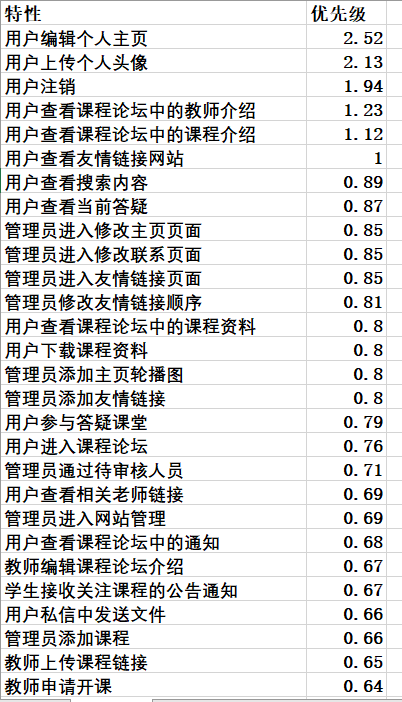 特性 优先级
用户编辑个人主页 2.52
用户上传个人头像 2.13
用户注销 1.94
用户查看课程论坛中的教师介绍 1.23
用户查看课程论坛中的课程介绍 1.12
用户查看友情链接网站 1
用户查看搜索内容 0.89
用户查看当前答疑 0.87
管理员进入修改主页页面 0.85
管理员进入修改联系页面 0.85
管理员进入友情链接页面 0.85
管理员修改友情链接顺序 0.81
用户查看课程论坛中的课程资料 0.8
用户下载课程资料 0.8
管理员添加主页轮播图 0.8
管理员添加友情链接 0.8
用户参与答疑课堂 0.79
用户进入课程论坛 0.76
管理员通过待审核人员 0.71
用户查看相关老师链接 0.69
管理员进入网站管理 0.69
用户查看课程论坛中的通知 0.68
教师编辑课程论坛介绍 0.67
学生接收关注课程的公告通知 0.67
用户私信中发送文件 0.66
管理员添加课程 0.66
教师上传课程链接 0.65
教师申请开课 0.64